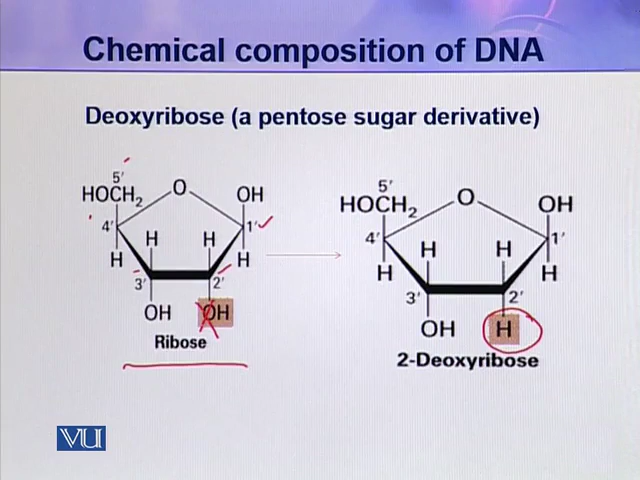 Chemical composition of DNA
Deoxyribose (a pentose sugar derivative)
5'
HOCH2 O OH
4' H H 1'
H H
3' 2'
OH OH
Ribose
5'
HOCH2 O OH
4' H H 1'
H H
3' 2'
OH H
2-Deoxyribose
VU